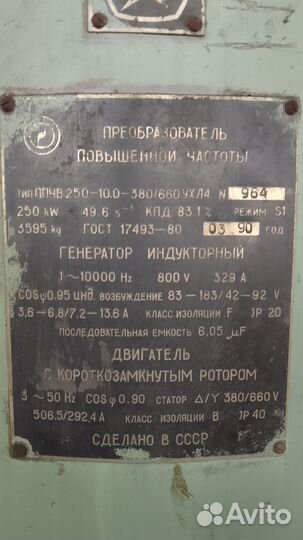 ПРЕОБРАЗОВАТЕЛЬ
ПОВЫШЕННОЙ ЧАСТОТЫ
ТИП ППЧВ 250-10.0-380/660 УХЛ4 N 964
250 kW 49.6 s⁻¹ КПД 83.1 % РЕЖИМ S1
3595 kg ГОСТ 17493-80 03.90 ГОД
ГЕНЕРАТОР ИНДУКТОРНЫЙ
1~10000 Hz 800 V 329 A
COSφ 0.95 ИНД. ВОЗБУЖДЕНИЕ 83-183/42-92 V
3.6-6.8/7.2-13.6 A КЛАСС ИЗОЛЯЦИИ F JP 20
ПОСЛЕДОВАТЕЛЬНАЯ ЕМКОСТЬ 6.05 μF
ДВИГАТЕЛЬ
С КОРОТКОЗАМКНУТЫМ РОТОРОМ
3~50 Hz COSφ 0.90 СТАТОР Δ/Y 380/660 V
506.5/292.4 A КЛАСС ИЗОЛЯЦИИ B JP 40
СДЕЛАНО В СССР
Avito